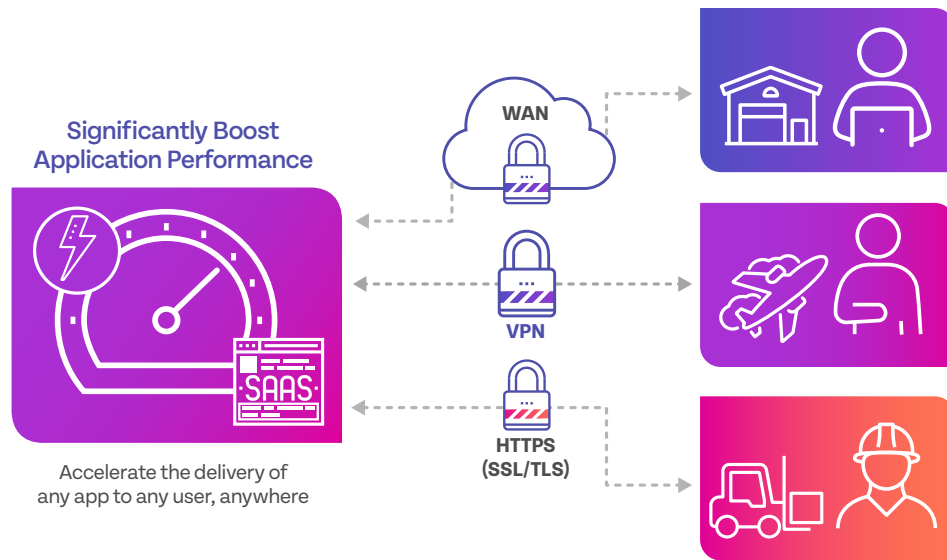 Significantly Boost
Application Performance
SAAS
Accelerate the delivery of
any app to any user, anywhere
WAN
VPN
HTTPS
(SSL/TLS)